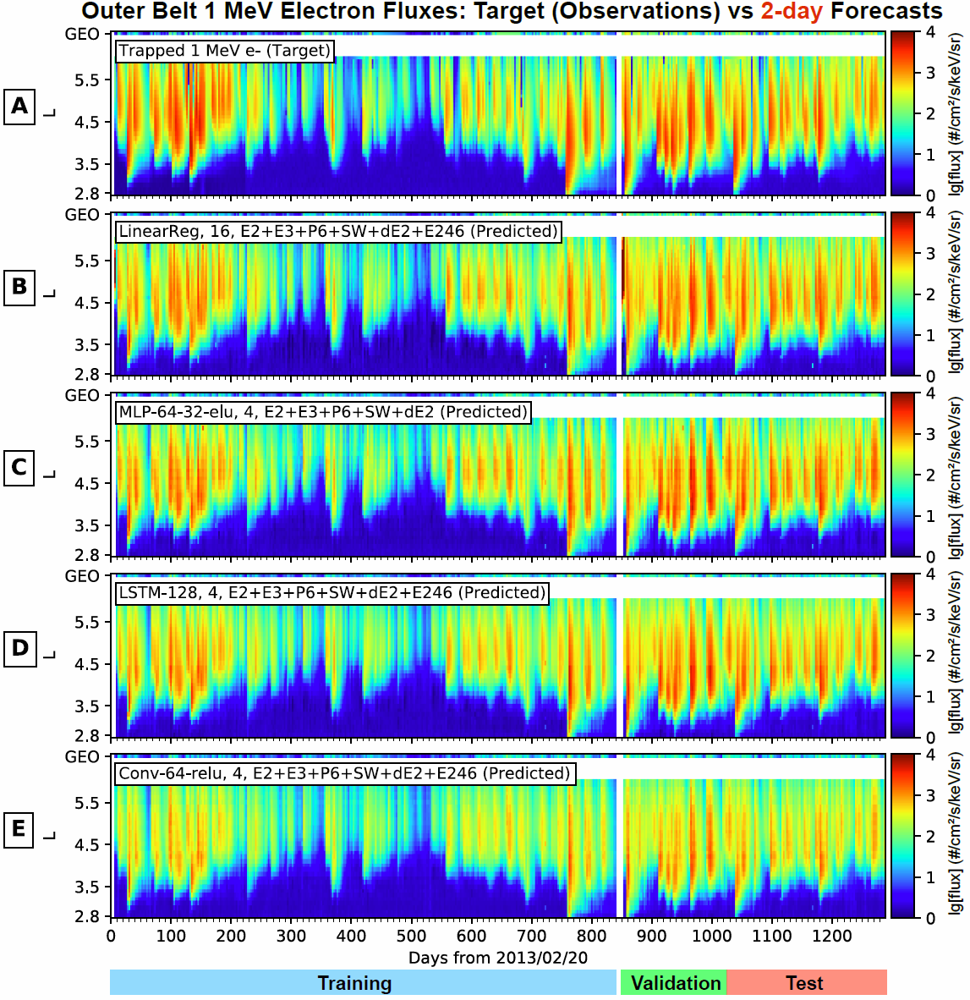 Outer Belt 1 MeV Electron Fluxes: Target (Observations) vs 2-day Forecasts
A
L
GEO
5.5
4.5
3.5
2.8
Trapped 1 MeV e- (Target)
4
3
2
1
0
lg[flux] (#/cm²/s/keV/sr)
B
L
GEO
5.5
4.5
3.5
2.8
LinearReg, 16, E2+E3+P6+SW+dE2+E246 (Predicted)
4
3
2
1
0
lg[flux] (#/cm²/s/keV/sr)
C
L
GEO
5.5
4.5
3.5
2.8
MLP-64-32-elu, 4, E2+E3+P6+SW+dE2 (Predicted)
4
3
2
1
0
lg[flux] (#/cm²/s/keV/sr)
D
L
GEO
5.5
4.5
3.5
2.8
LSTM-128, 4, E2+E3+P6+SW+dE2+E246 (Predicted)
4
3
2
1
0
lg[flux] (#/cm²/s/keV/sr)
E
L
GEO
5.5
4.5
3.5
2.8
Conv-64-relu, 4, E2+E3+P6+SW+dE2+E246 (Predicted)
4
3
2
1
0
lg[flux] (#/cm²/s/keV/sr)
0 100 200 300 400 500 600 700 800 900 1000 1100 1200
Days from 2013/02/20
Training Validation Test